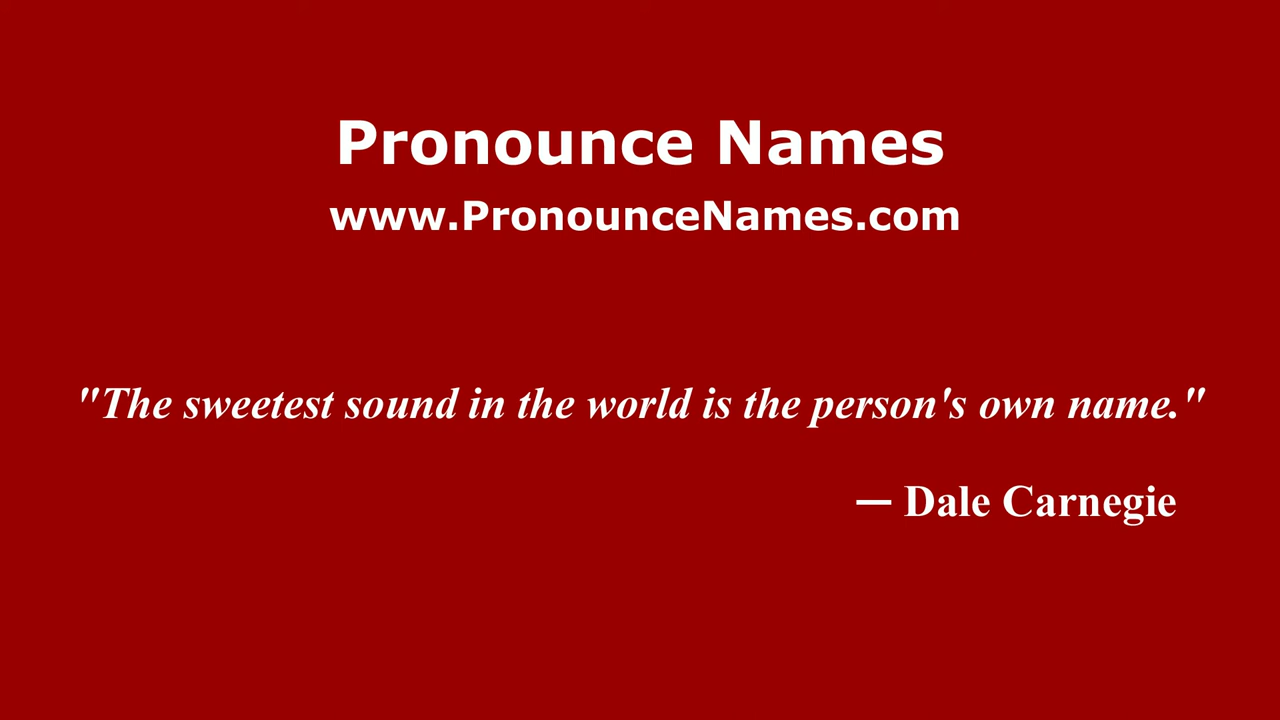 Pronounce Names
www.PronounceNames.com
"The sweetest sound in the world is the person's own name."
— Dale Carnegie